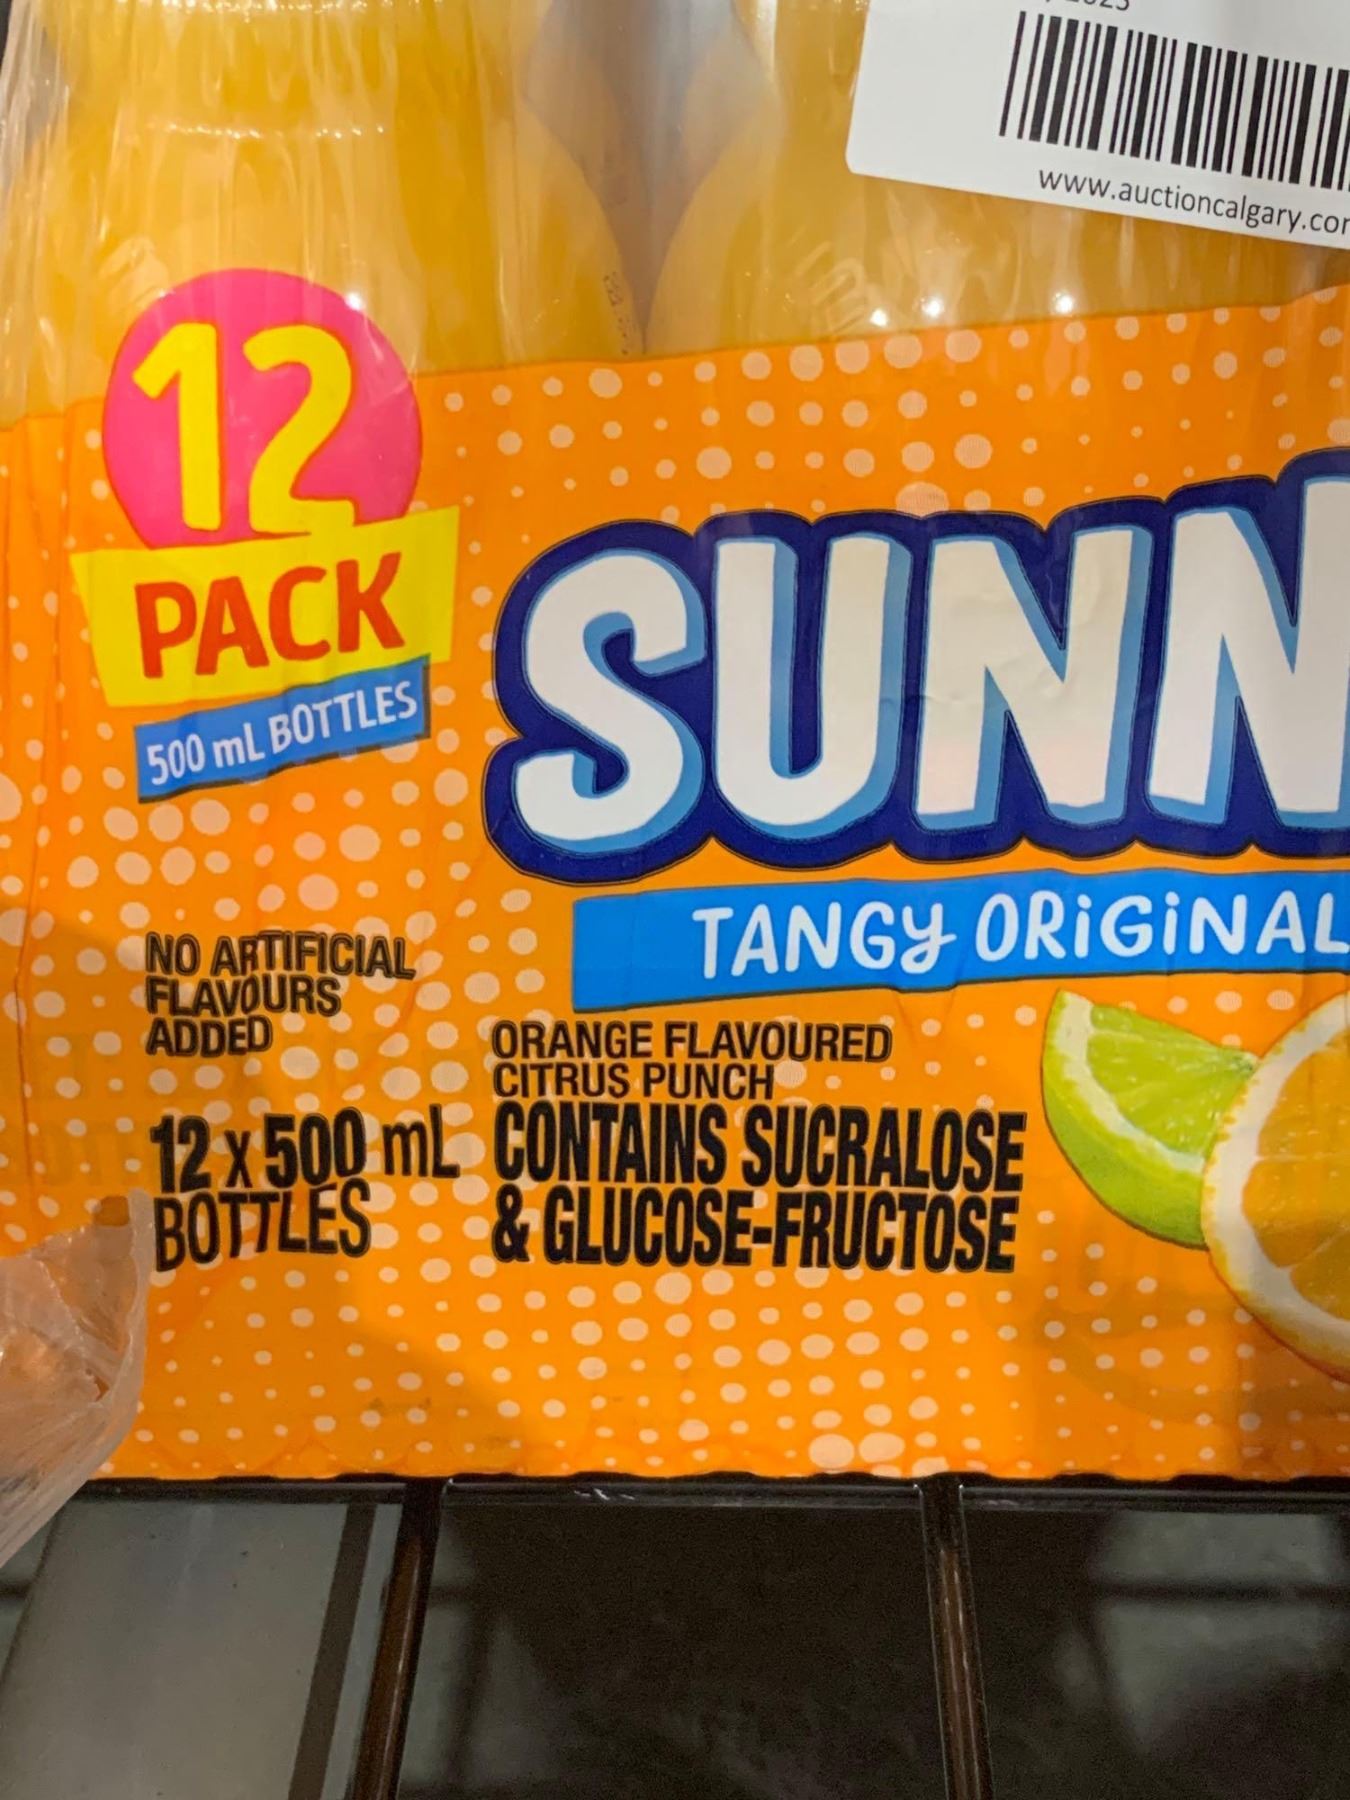 www.auctioncalgary.com
12
PACK
500 mL BOTTLES
SUNN
TANGY ORiGiNAL
NO ARTIFICIAL
FLAVOURS
ADDED
12 x 500 mL
BOTTLES
ORANGE FLAVOURED
CITRUS PUNCH
CONTAINS SUCRALOSE
& GLUCOSE-FRUCTOSE